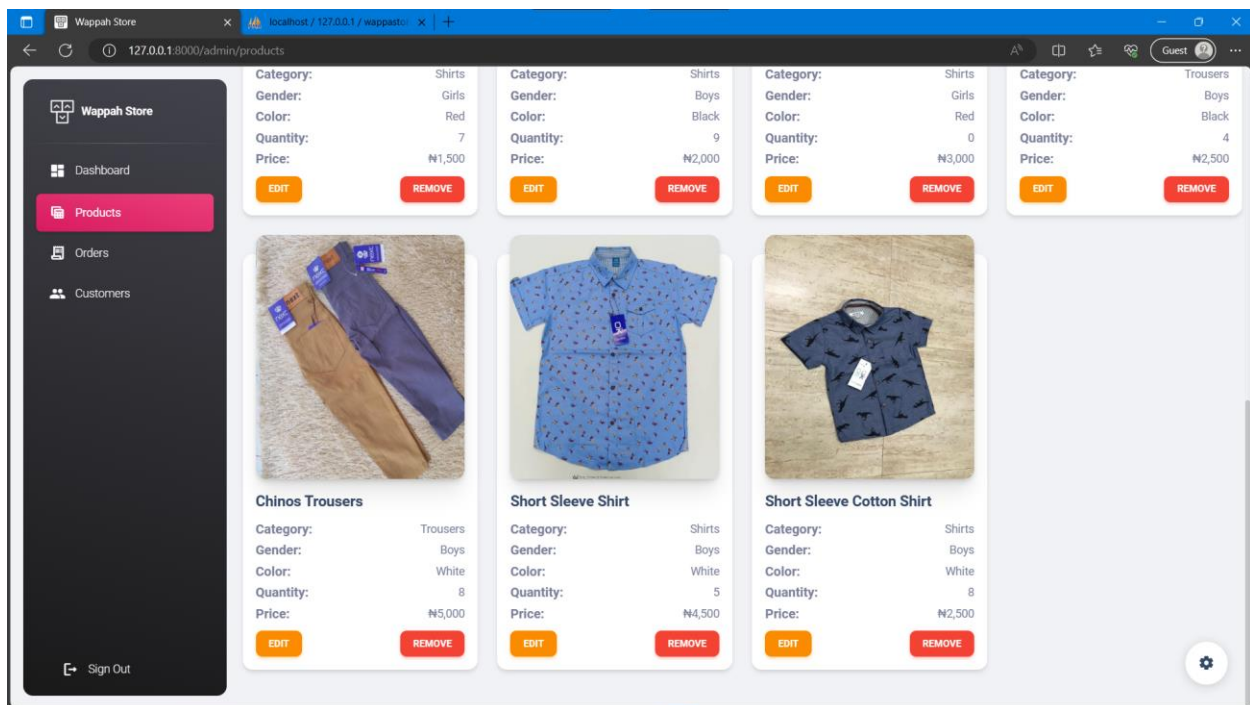 Wappah Store
localhost / 127.0.0.1 / wappasto
127.0.0.1:8000/admin/products
Guest
Wappah Store
Dashboard
Products
Orders
Customers
Sign Out
Category: Shirts
Gender: Girls
Color: Red
Quantity: 7
Price: ₦1,500
EDIT REMOVE
Category: Shirts
Gender: Boys
Color: Black
Quantity: 9
Price: ₦2,000
EDIT REMOVE
Category: Shirts
Gender: Girls
Color: Red
Quantity: 0
Price: ₦3,000
EDIT REMOVE
Category: Trousers
Gender: Boys
Color: Black
Quantity: 4
Price: ₦2,500
EDIT REMOVE
next
Chinos Trousers
Category: Trousers
Gender: Boys
Color: White
Quantity: 8
Price: ₦5,000
EDIT REMOVE
Short Sleeve Shirt
Category: Shirts
Gender: Boys
Color: White
Quantity: 5
Price: ₦4,500
EDIT REMOVE
Short Sleeve Cotton Shirt
Category: Shirts
Gender: Boys
Color: White
Quantity: 8
Price: ₦2,500
EDIT REMOVE